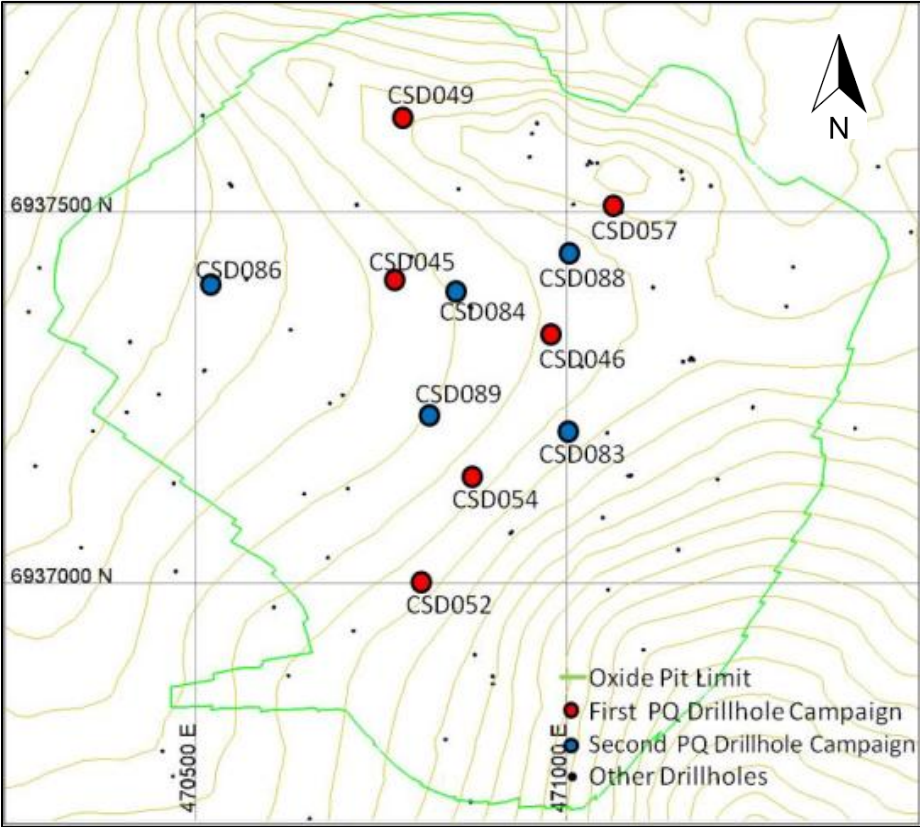 CSD049
N
6937500 N
CSD057
CSD045
CSD086
CSD088
CSD084
CSD046
CSD089
CSD083
CSD054
6937000 N
CSD052
Oxide Pit Limit
First PQ Drillhole Campaign
Second PQ Drillhole Campaign
Other Drillholes
470500 E
471000 E